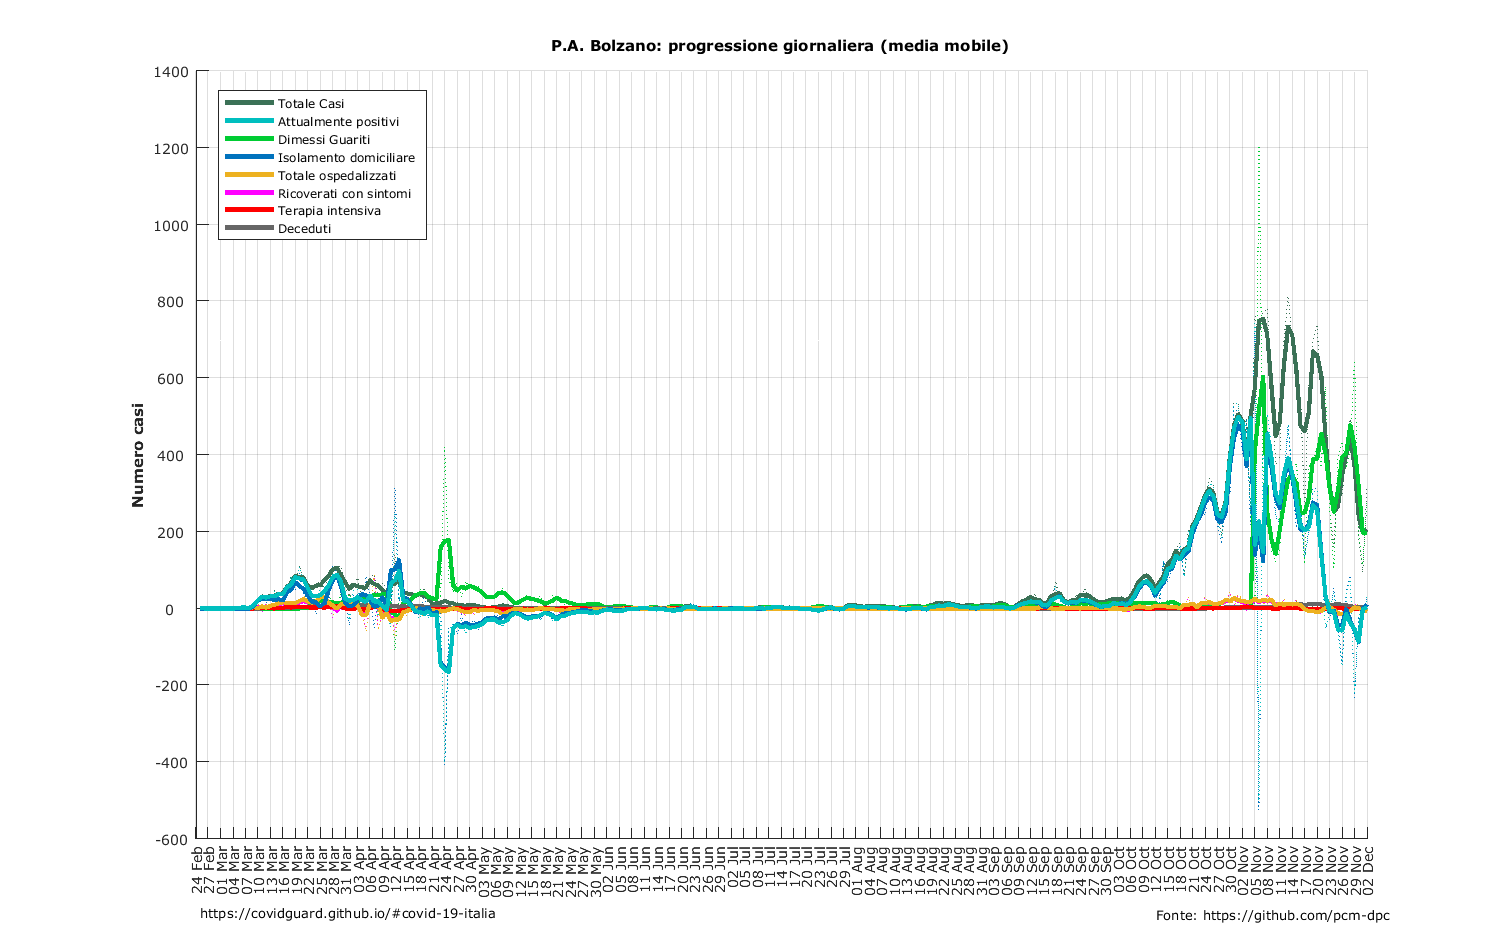 P.A. Bolzano: progressione giornaliera (media mobile)
1400
1200
1000
800
600
400
200
0
-200
-400
-600
Numero casi
Totale Casi
Attualmente positivi
Dimessi Guariti
Isolamento domiciliare
Totale ospedalizzati
Ricoverati con sintomi
Terapia intensiva
Deceduti
24 Feb
27 Feb
01 Mar
04 Mar
07 Mar
10 Mar
13 Mar
16 Mar
19 Mar
22 Mar
25 Mar
28 Mar
31 Mar
03 Apr
06 Apr
09 Apr
12 Apr
15 Apr
18 Apr
21 Apr
24 Apr
27 Apr
30 Apr
03 May
06 May
09 May
12 May
15 May
18 May
21 May
24 May
27 May
30 May
02 Jun
05 Jun
08 Jun
11 Jun
14 Jun
17 Jun
20 Jun
23 Jun
26 Jun
29 Jun
02 Jul
05 Jul
08 Jul
11 Jul
14 Jul
17 Jul
20 Jul
23 Jul
26 Jul
29 Jul
01 Aug
04 Aug
07 Aug
10 Aug
13 Aug
16 Aug
19 Aug
22 Aug
25 Aug
28 Aug
31 Aug
03 Sep
06 Sep
09 Sep
12 Sep
15 Sep
18 Sep
21 Sep
24 Sep
27 Sep
30 Sep
03 Oct
06 Oct
09 Oct
12 Oct
15 Oct
18 Oct
21 Oct
24 Oct
27 Oct
30 Oct
02 Nov
05 Nov
08 Nov
11 Nov
14 Nov
17 Nov
20 Nov
23 Nov
26 Nov
29 Nov
02 Dec
https://covidguard.github.io/#covid-19-italia
Fonte: https://github.com/pcm-dpc